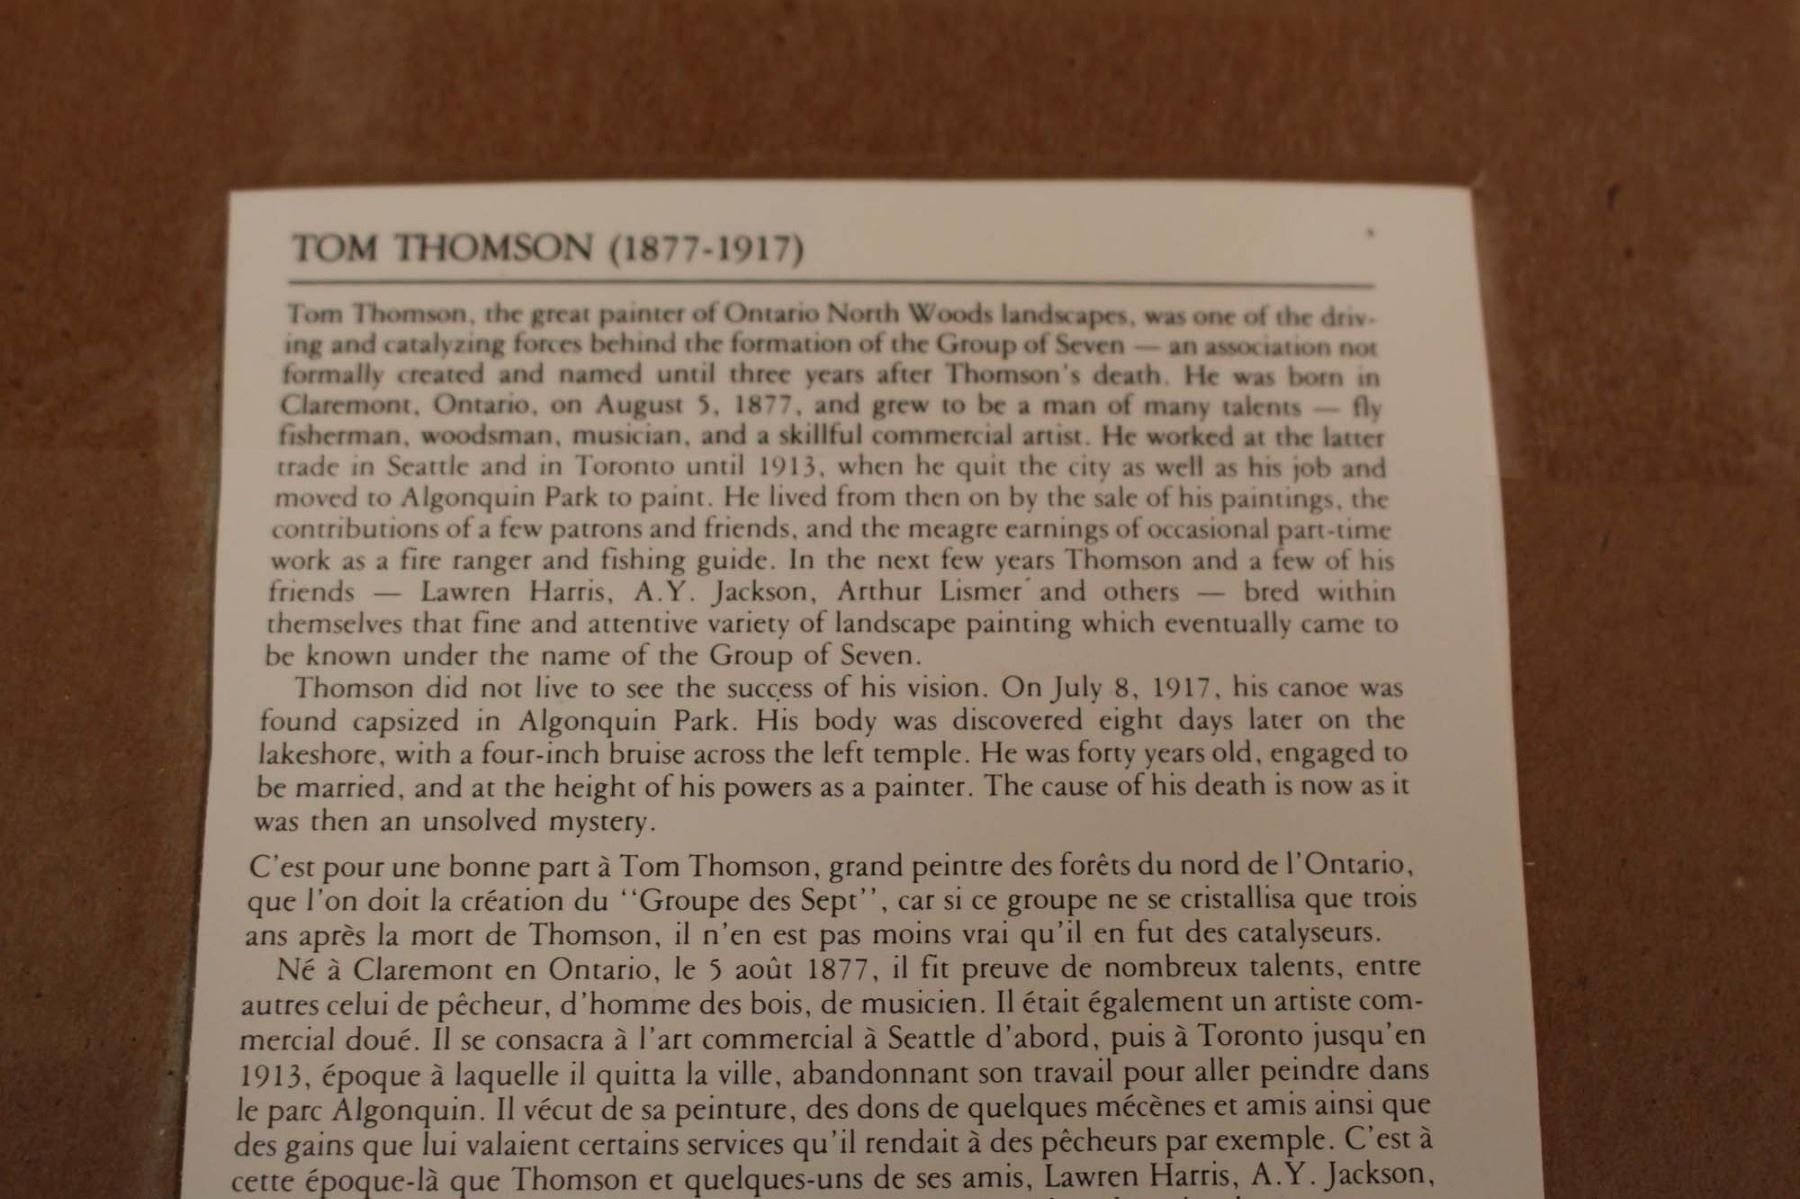 TOM THOMSON (1877-1917)
Tom Thomson, the great painter of Ontario North Woods landscapes, was one of the driv-
ing and catalyzing forces behind the formation of the Group of Seven — an association not
formally created and named until three years after Thomson's death. He was born in
Claremont, Ontario, on August 5, 1877, and grew to be a man of many talents — fly
fisherman, woodsman, musician, and a skillful commercial artist. He worked at the latter
trade in Seattle and in Toronto until 1913, when he quit the city as well as his job and
moved to Algonquin Park to paint. He lived from then on by the sale of his paintings, the
contributions of a few patrons and friends, and the meagre earnings of occasional part-time
work as a fire ranger and fishing guide. In the next few years Thomson and a few of his
friends — Lawren Harris, A.Y. Jackson, Arthur Lismer and others — bred within
themselves that fine and attentive variety of landscape painting which eventually came to
be known under the name of the Group of Seven.
Thomson did not live to see the success of his vision. On July 8, 1917, his canoe was
found capsized in Algonquin Park. His body was discovered eight days later on the
lakeshore, with a four-inch bruise across the left temple. He was forty years old, engaged to
be married, and at the height of his powers as a painter. The cause of his death is now as it
was then an unsolved mystery.
C'est pour une bonne part à Tom Thomson, grand peintre des forêts du nord de l'Ontario,
que l'on doit la création du ‘‘Groupe des Sept’’, car si ce groupe ne se cristallisa que trois
ans après la mort de Thomson, il n'en est pas moins vrai qu'il en fut des catalyseurs.
Né à Claremont en Ontario, le 5 août 1877, il fit preuve de nombreux talents, entre
autres celui de pêcheur, d'homme des bois, de musicien. Il était également un artiste com-
mercial doué. Il se consacra à l'art commercial à Seattle d'abord, puis à Toronto jusqu'en
1913, époque à laquelle il quitta la ville, abandonnant son travail pour aller peindre dans
le parc Algonquin. Il vécut de sa peinture, des dons de quelques mécènes et amis ainsi que
des gains que lui valaient certains services qu'il rendait à des pêcheurs par exemple. C'est à
cette époque-là que Thomson et quelques-uns de ses amis, Lawren Harris, A.Y. Jackson,